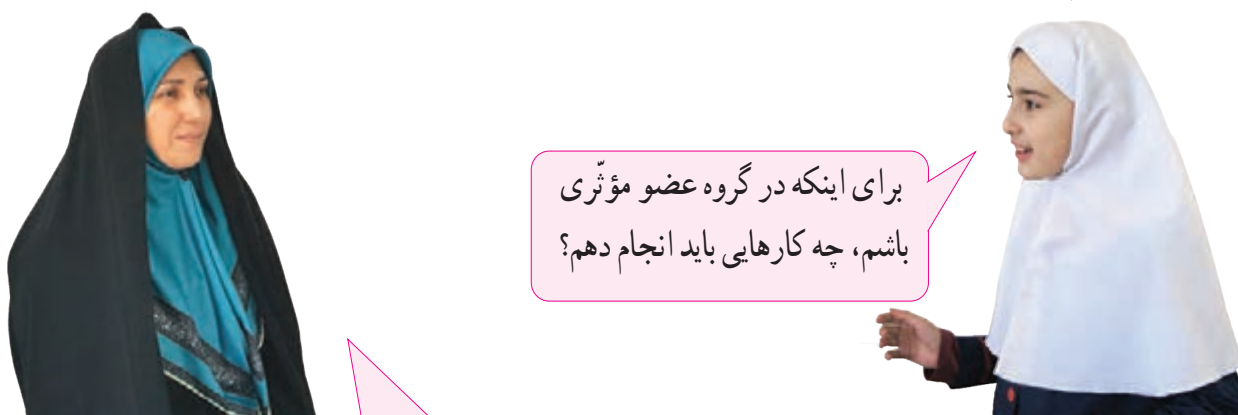 برای اینکه در گروه عضو مؤثّری
باشم، چه کارهایی باید انجام دهم؟